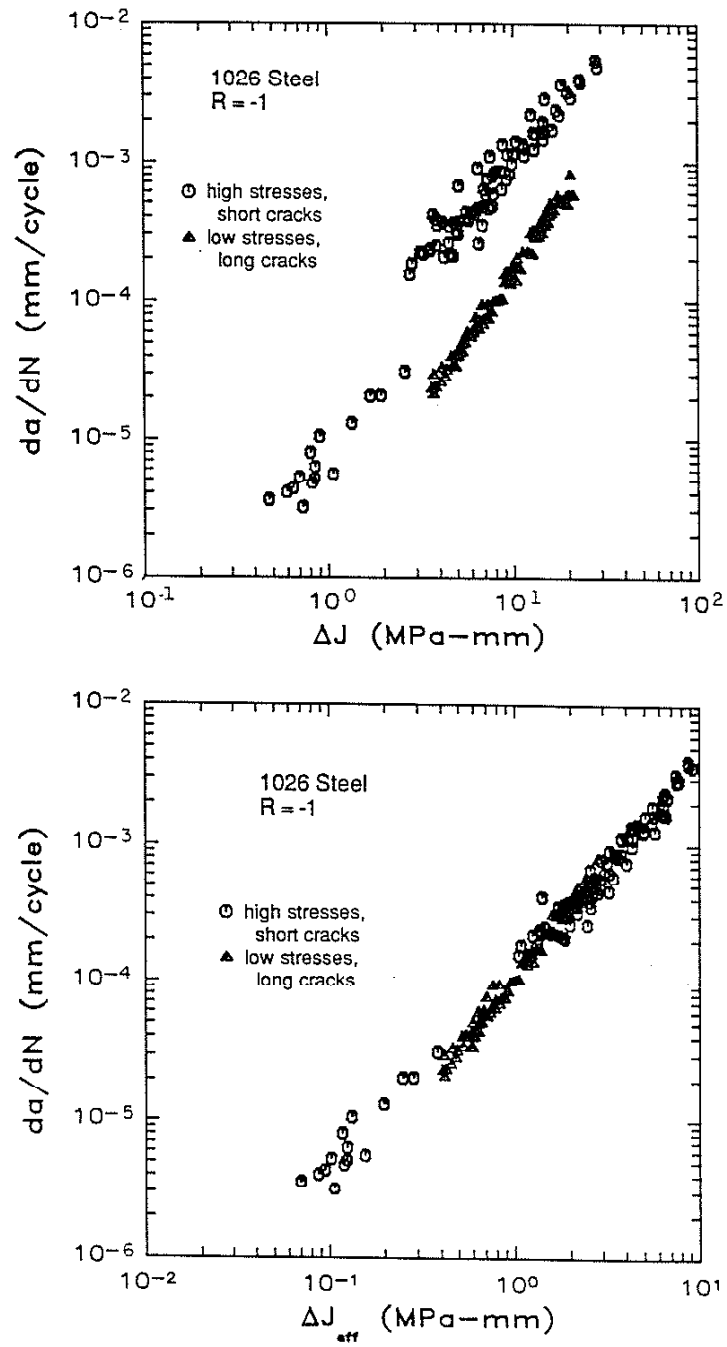 10⁻²
1026 Steel
R = -1
10⁻³
high stresses,
short cracks
low stresses,
long cracks
10⁻⁴
10⁻⁵
10⁻⁶
da/dN (mm/cycle)
10⁻¹ 10⁰ 10¹ 10²
ΔJ (MPa-mm)
10⁻²
1026 Steel
R = -1
10⁻³
high stresses,
short cracks
low stresses,
long cracks
10⁻⁴
10⁻⁵
10⁻⁶
da/dN (mm/cycle)
10⁻² 10⁻¹ 10⁰ 10¹
ΔJeff (MPa-mm)